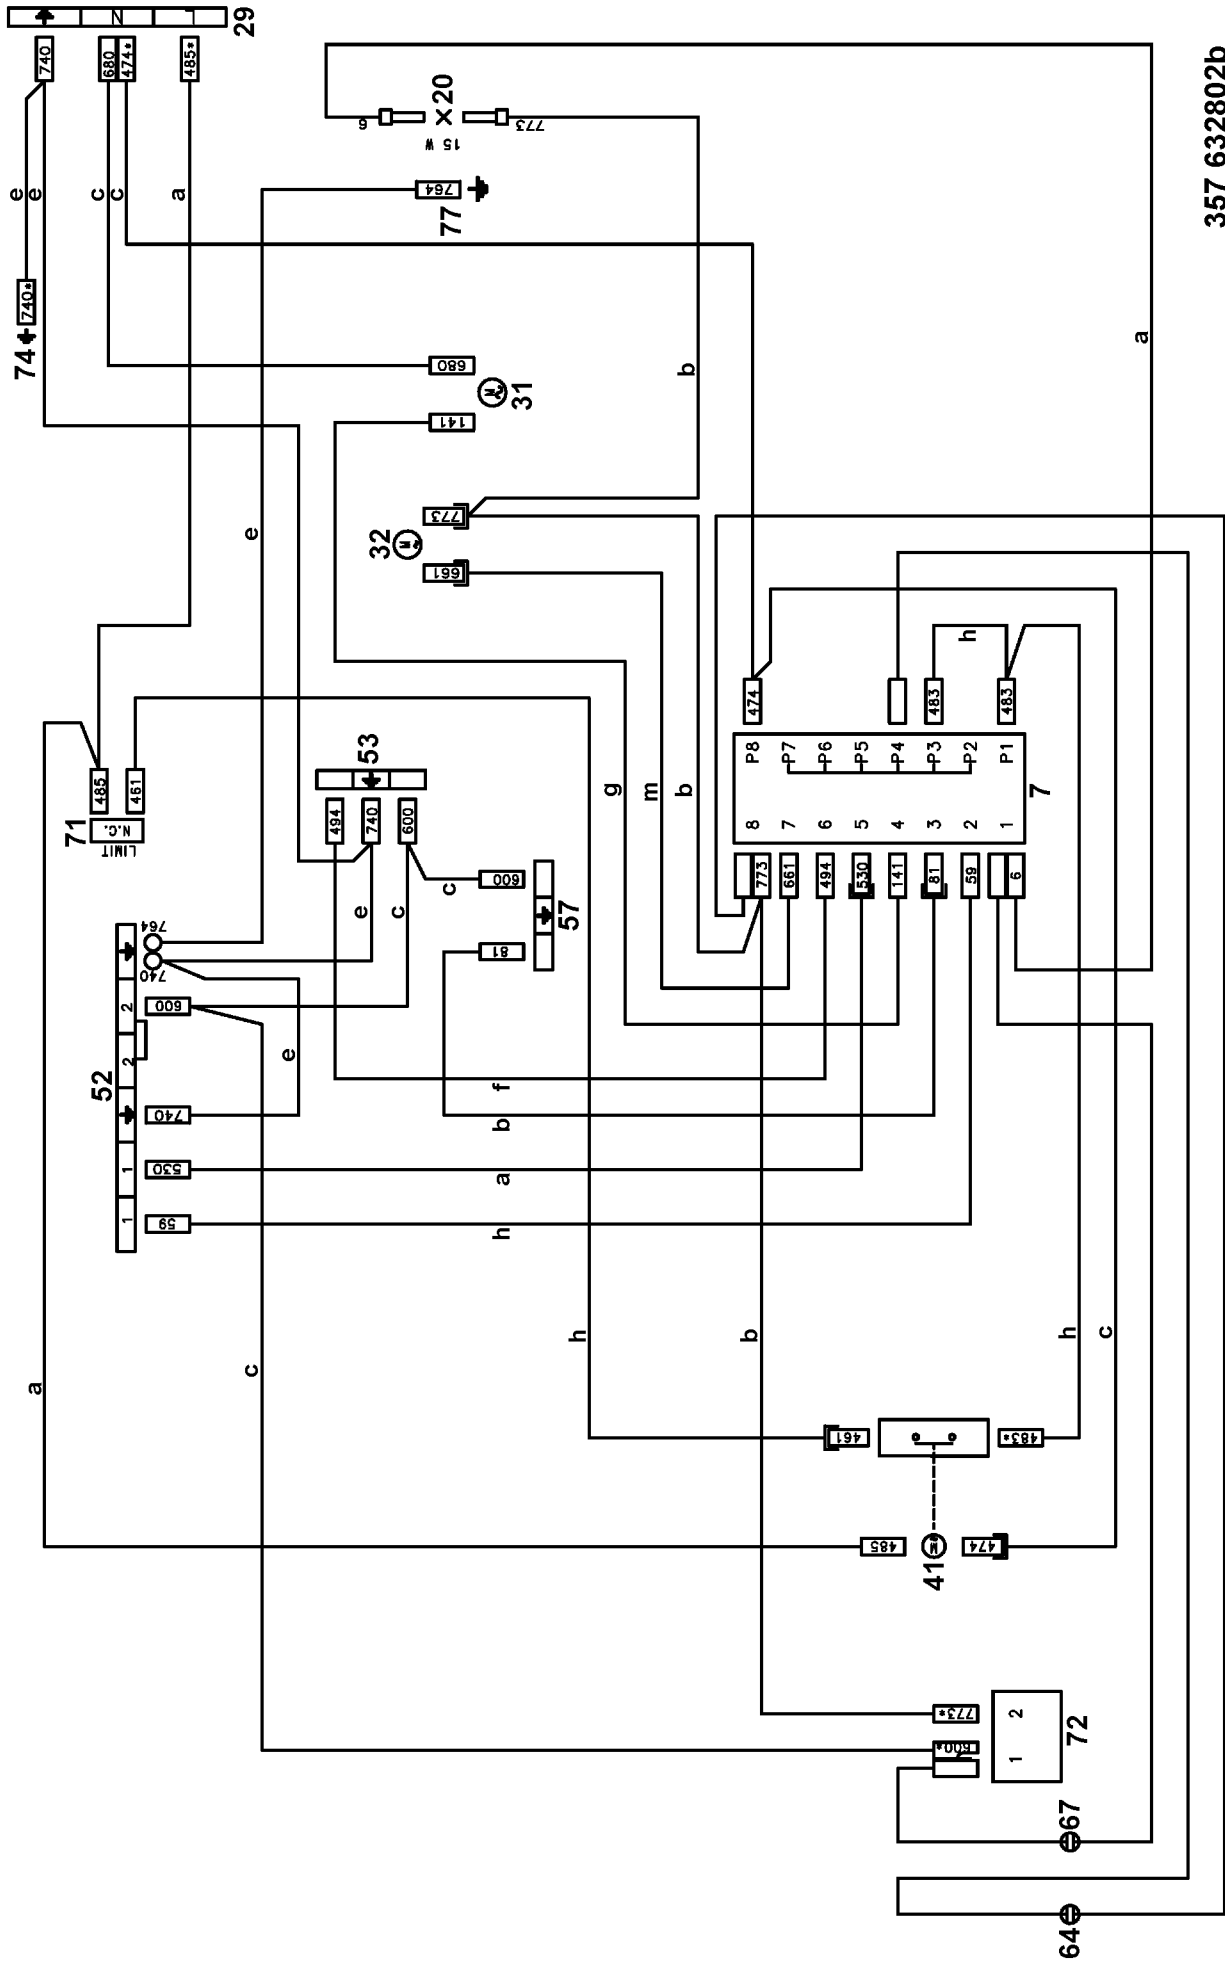 29
N
L
740
680
474*
485*
e
e
c
c
a
74
740*
6
X20
15 W
773
764
77
357 632802b
680
31
141
b
a
e
32
773
661
71
485
461
N.C.
LIMIT
53
494
740
600
g
m
b
474
483
483
h
P8
P7
P6
P5
P4
P3
P2
P1
8
7
6
5
4
3
2
1
7
773
661
494
530
141
81
59
6
c
600
81
57
e
c
764
740
52
2
2
1
1
600
740
530
59
e
f
b
a
h
a
c
h
b
h
c
461
483*
485
41
M
474
773*
600*
1
2
72
67
64